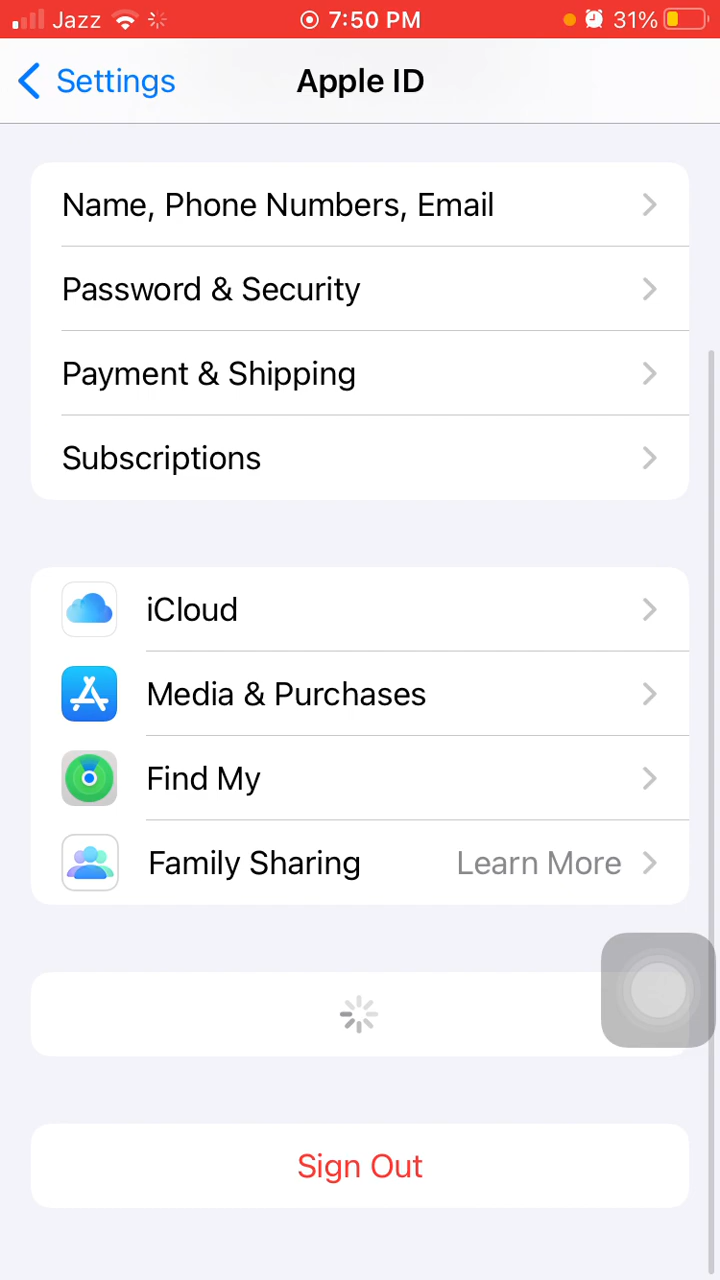 Jazz 7:50 PM 31%
Settings Apple ID
Name, Phone Numbers, Email
Password & Security
Payment & Shipping
Subscriptions
iCloud
Media & Purchases
Find My
Family Sharing Learn More
Sign Out